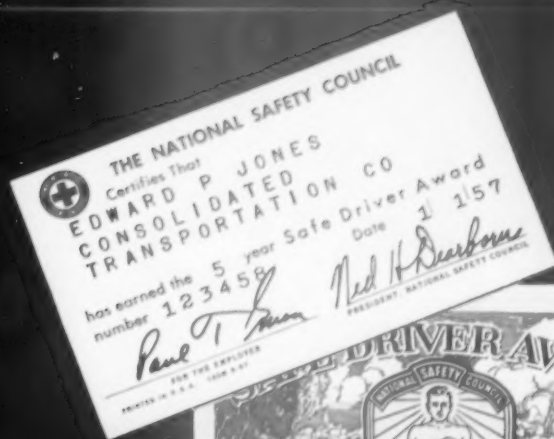 THE NATIONAL SAFETY COUNCIL
Certifies That
EDWARD P JONES
CONSOLIDATED
TRANSPORTATION CO
has earned the 5 year Safe Driver Award
number 123458 Date 1 1 57
Paul T
Ned H Dearborn
FOR THE EMPLOYER
PRESIDENT, NATIONAL SAFETY COUNCIL
PRINTED IN U.S.A.
DRIVER
NATIONAL SAFETY COUNCIL